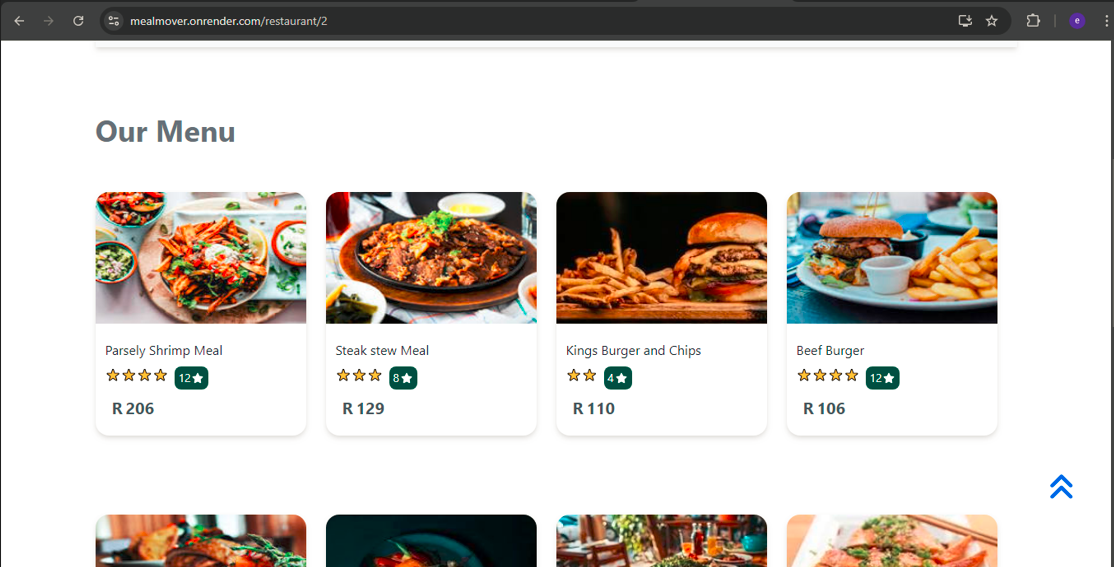 mealmover.onrender.com/restaurant/2
e
Our Menu
Parsely Shrimp Meal
12
R 206
Steak stew Meal
8
R 129
Kings Burger and Chips
4
R 110
Beef Burger
12
R 106